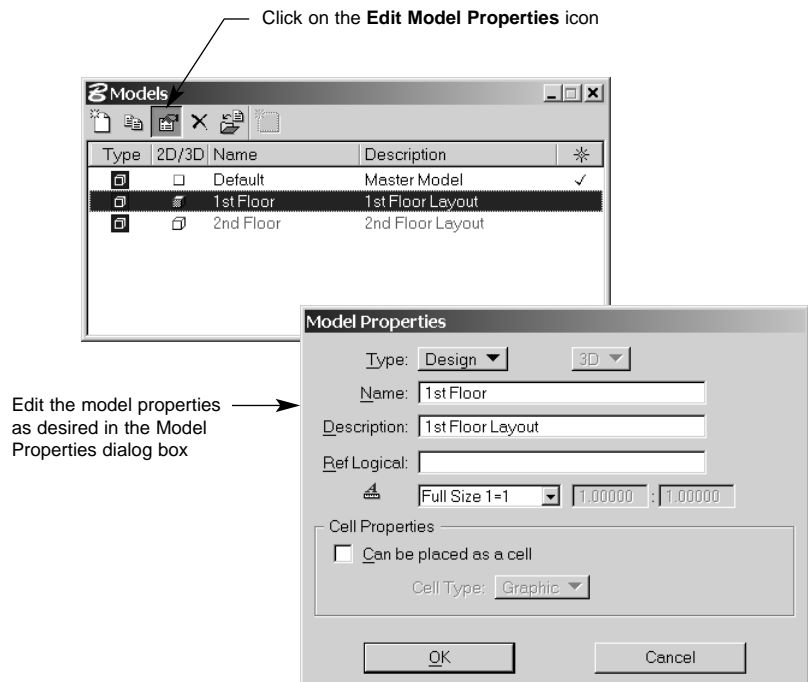 Click on the Edit Model Properties icon
Models
Type 2D/3D Name Description
Default Master Model
1st Floor 1st Floor Layout
2nd Floor 2nd Floor Layout
Model Properties
Type: Design 3D
Name: 1st Floor
Edit the model properties
as desired in the Model
Properties dialog box
Description: 1st Floor Layout
Ref Logical:
Full Size 1=1 1.00000 : 1.00000
Cell Properties
Can be placed as a cell
Cell Type: Graphic
OK Cancel